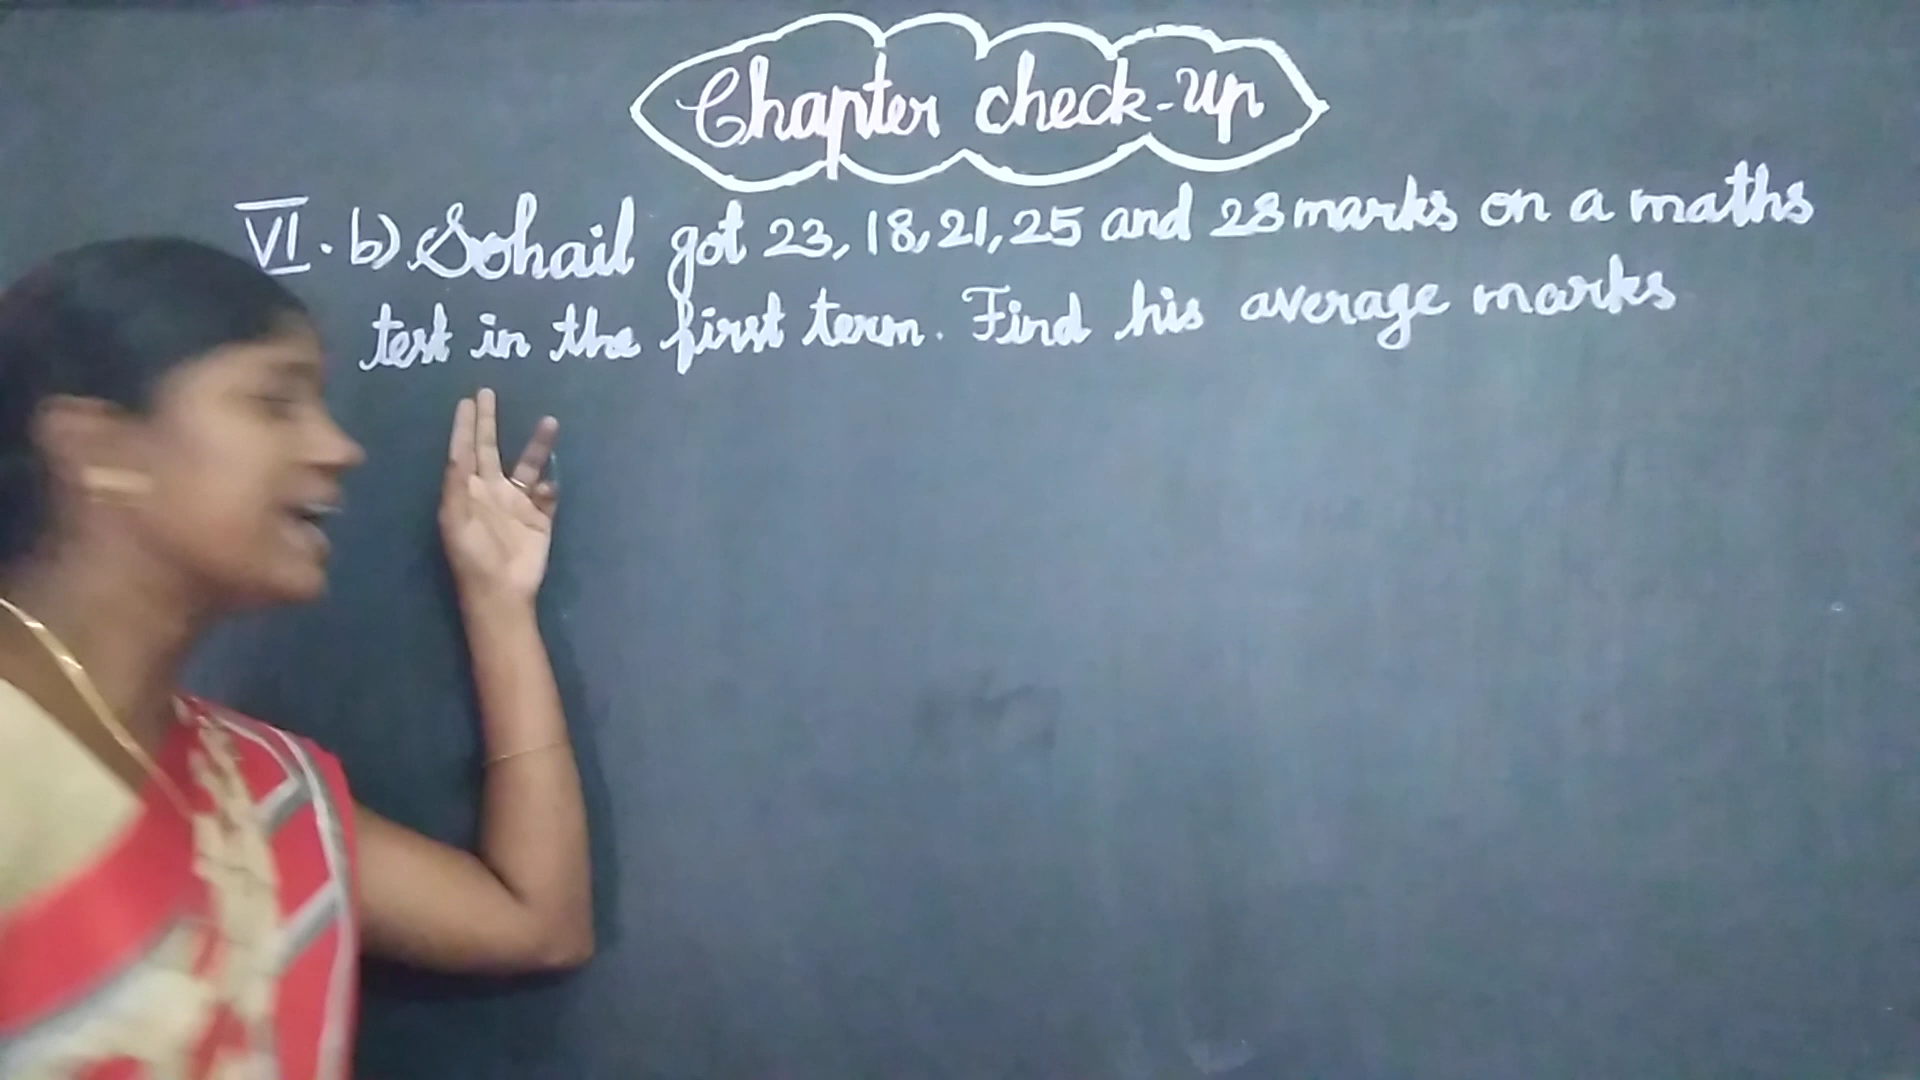 Chapter check-up
VI. b) Sohail got 23, 18, 21, 25 and 28 marks on a maths
test in the first term. Find his average marks